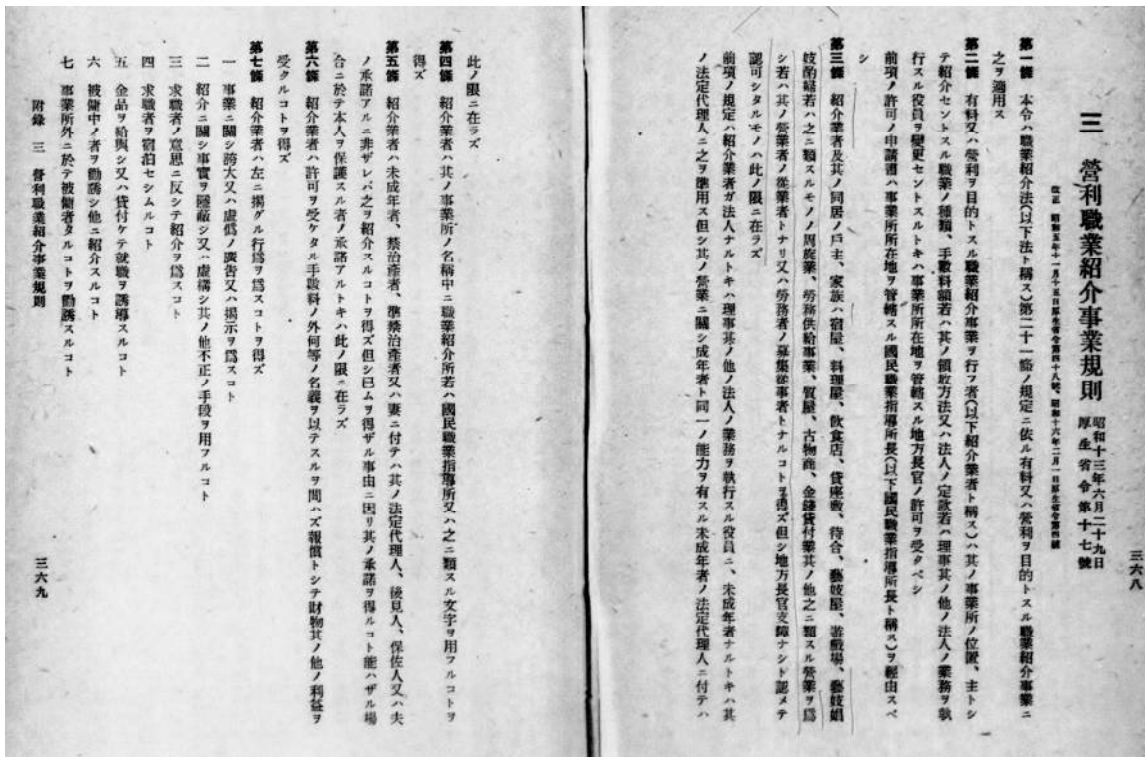 三六八
三 營利職業紹介事業規則 昭和十三年六月二十九日
厚生省令第十七號
改正 昭和五年十一月十五日厚生省令第四十八號、昭和十六年二月一日厚生省令第四號
第一條 本令ハ職業紹介法(以下法ト稱ス)第二十一條ノ規定ニ依ル有料又ハ營利ヲ目的トスル職業紹介事業ニ
之ヲ適用ス
第二條 有料又ハ營利ヲ目的トスル職業紹介事業ヲ行フ者(以下紹介業者ト稱ス)ハ其ノ事業所ノ位置、主トシ
テ紹介セントスル職業ノ種類、手數料額若ハ其ノ領收方法又ハ法人ノ定款若ハ理事其ノ他ノ法人ノ業務ヲ執
行スル役員ヲ變更セントスルトキハ事業所所在地ヲ管轄スル地方長官ノ許可ヲ受クベシ
前項ノ許可ノ申請書ハ事業所所在地ヲ管轄スル國民職業指導所長(以下國民職業指導所長ト稱ス)ヲ經由スベ
シ
第三條 紹介業者及其ノ同居ノ戶主、家族ハ宿屋、料理屋、飲食店、貸座敷、待合、藝妓屋、遊戲場、藝妓娼
妓酌婦若ハ之ニ類スルモノノ周旋業、勞務供給事業、質屋、古物商、金錢貸付業其ノ他之ニ類スル營業ヲ爲
シ若ハ其ノ營業者ノ從業者トナリ又ハ勞務者ノ募集從事者トナルコトヲ得ズ但シ地方長官支障ナシト認メテ
認可シタルモノハ此ノ限ニ在ラズ
前項ノ規定ハ紹介業者ガ法人ナルトキハ理事其ノ他ノ法人ノ業務ヲ執行スル役員ニ、未成年者ナルトキハ其
ノ法定代理人ニ之ヲ準用ス但シ其ノ營業ニ關シ成年者ト同一ノ能力ヲ有スル未成年者ノ法定代理人ニ付テハ
此ノ限ニ在ラズ
第四條 紹介業者ハ其ノ事業所ノ名稱中ニ職業紹介所若ハ國民職業指導所又ハ之ニ類スル文字ヲ用フルコトヲ
得ズ
第五條 紹介業者ハ未成年者、禁治產者、準禁治產者又ハ妻ニ付テハ其ノ法定代理人、後見人、保佐人又ハ夫
ノ承諾アルニ非ザレバ之ヲ紹介スルコトヲ得ズ但シ已ムヲ得ザル事由ニ因リ其ノ承諾ヲ得ルコト能ハザル場
合ニ於テ本人ヲ保護スル者ノ承諾アルトキハ此ノ限ニ在ラズ
第六條 紹介業者ハ許可ヲ受ケタル手數料ノ外何等ノ名義ヲ以テスルヲ問ハズ報償トシテ財物其ノ他ノ利益ヲ
受クルコトヲ得ズ
第七條 紹介業者ハ左ニ揭グル行爲ヲ爲スコトヲ得ズ
一 事業ニ關シ誇大又ハ虛僞ノ廣吿又ハ揭示ヲ爲スコト
二 紹介ニ關シ事實ヲ隱蔽シ又ハ虛構シ其ノ他不正ノ手段ヲ用フルコト
三 求職者ノ意思ニ反シテ紹介ヲ爲スコト
四 求職者ヲ宿泊セシムルコト
五 金品ヲ給與シ又ハ貸付ケテ就職ヲ誘導スルコト
六 被傭中ノ者ヲ勸誘シ他ニ紹介スルコト
七 事業所外ニ於テ被傭者タルコトヲ勸誘スルコト
附錄 三 營利職業紹介事業規則
三六九